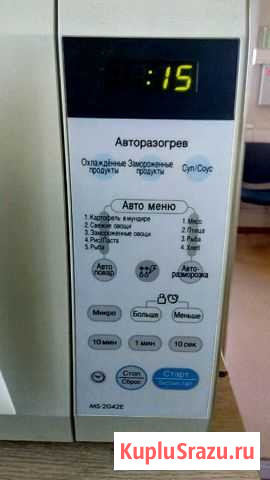 :15
Авторазогрев
Охлаждённые продукты
Замороженные продукты
Суп/Соус
Авто меню
1. Картофель в мундире
2. Свежие овощи
3. Замороженные овощи
4. Рис/Паста
5. Рыба
1. Мясо
2. Птица
3. Рыба
4. Хлеб
Авто повар
Авто-разморозка
Микро
Больше
Меньше
10 мин
1 мин
10 сек
Стоп
Сброс
Старт
Быстрый старт
MS-2042E
KupluSrazu.ru